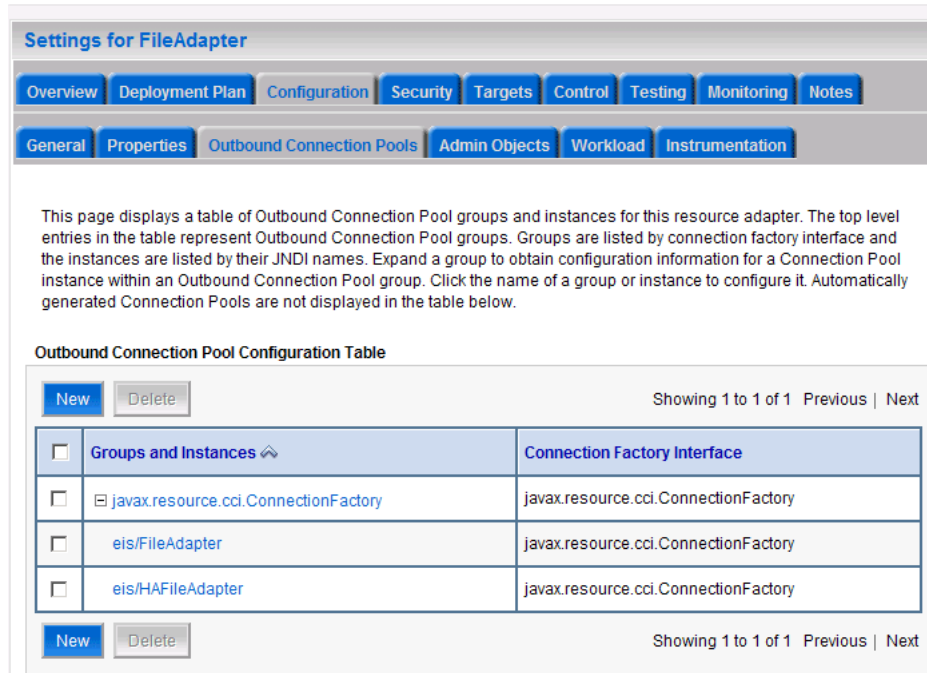 Settings for FileAdapter
Overview Deployment Plan Configuration Security Targets Control Testing Monitoring Notes
General Properties Outbound Connection Pools Admin Objects Workload Instrumentation
This page displays a table of Outbound Connection Pool groups and instances for this resource adapter. The top level
entries in the table represent Outbound Connection Pool groups. Groups are listed by connection factory interface and
the instances are listed by their JNDI names. Expand a group to obtain configuration information for a Connection Pool
instance within an Outbound Connection Pool group. Click the name of a group or instance to configure it. Automatically
generated Connection Pools are not displayed in the table below.
Outbound Connection Pool Configuration Table
New Delete Showing 1 to 1 of 1 Previous | Next
Groups and Instances Connection Factory Interface
javax.resource.cci.ConnectionFactory javax.resource.cci.ConnectionFactory
eis/FileAdapter javax.resource.cci.ConnectionFactory
eis/HAFileAdapter javax.resource.cci.ConnectionFactory
New Delete Showing 1 to 1 of 1 Previous | Next